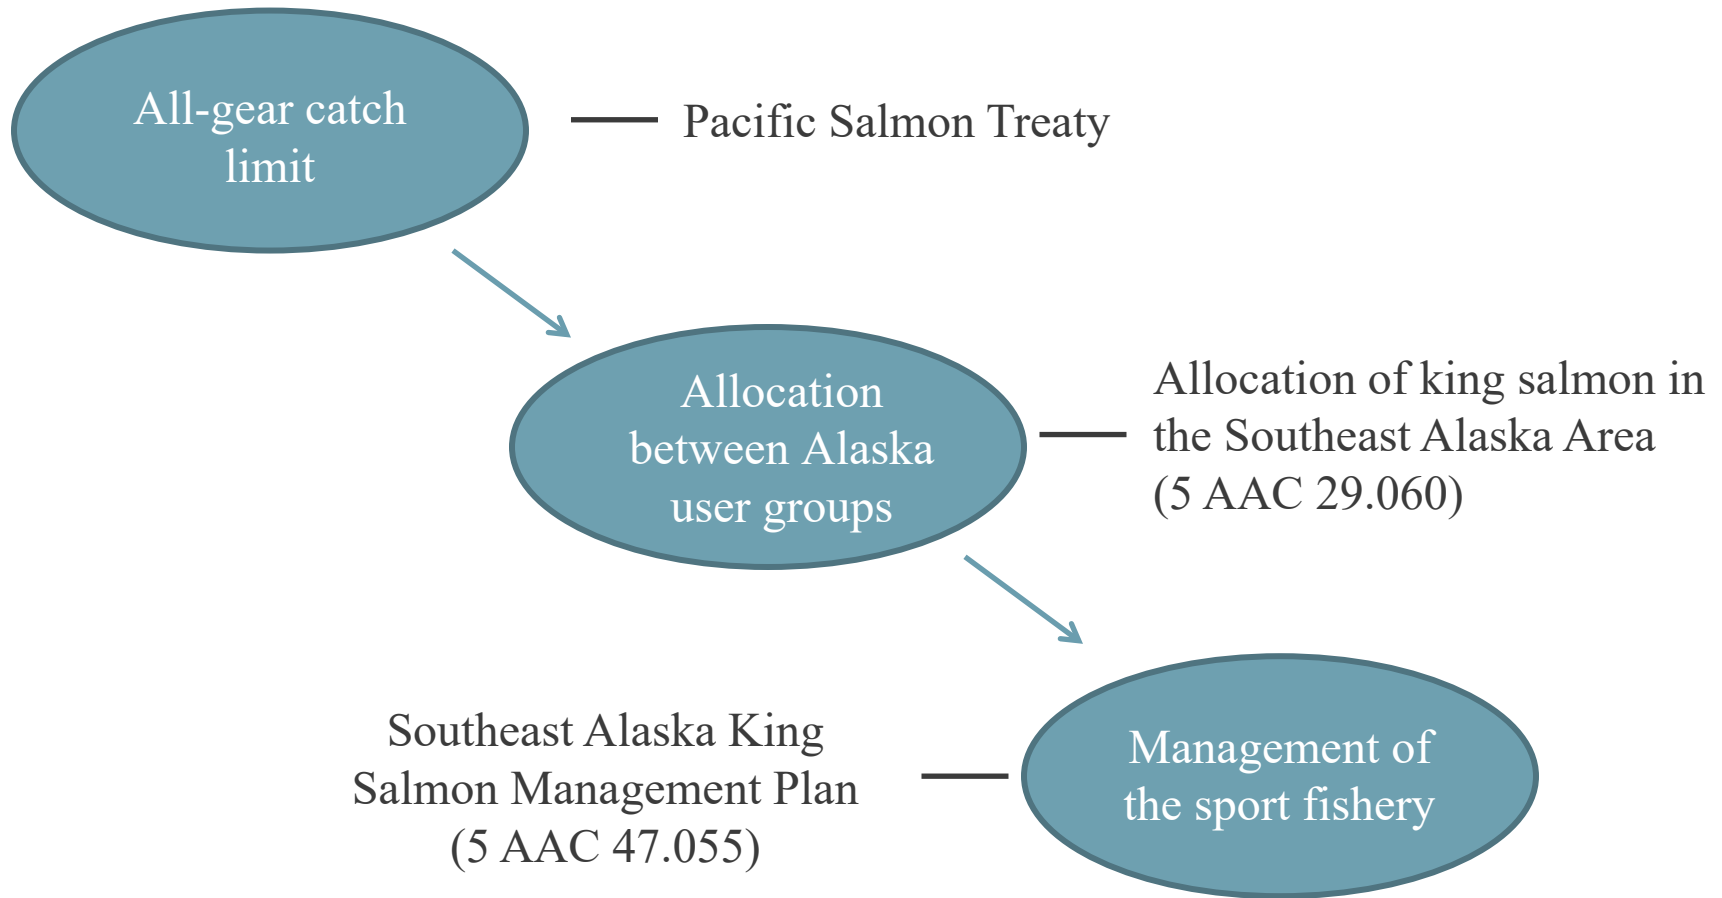 All-gear catch
limit
Pacific Salmon Treaty
Allocation
between Alaska
user groups
Allocation of king salmon in
the Southeast Alaska Area
(5 AAC 29.060)
Southeast Alaska King
Salmon Management Plan
(5 AAC 47.055)
Management of
the sport fishery